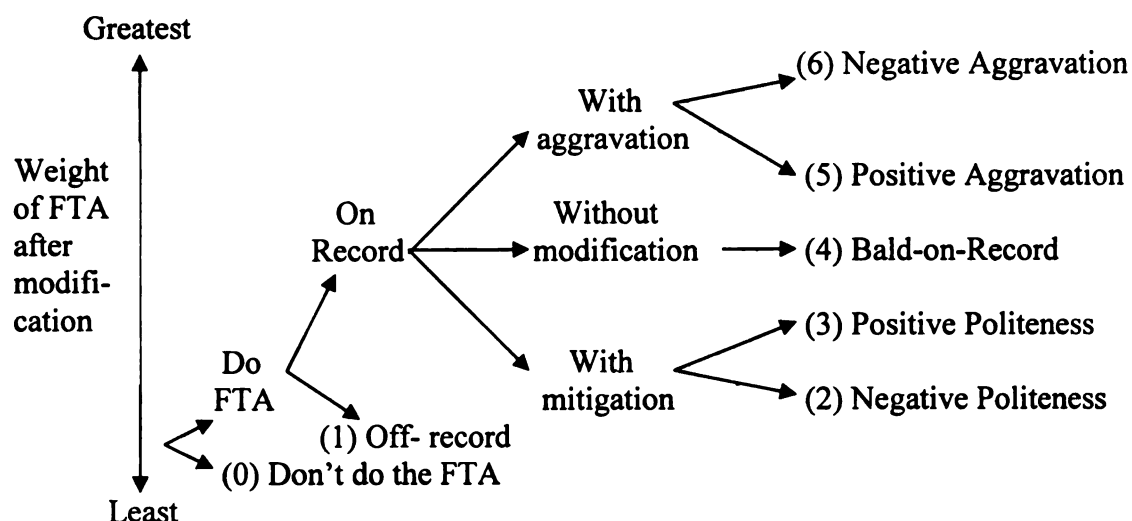 Greatest
Weight
of FTA
after
modifi-
cation
Least
Do
FTA
(0) Don't do the FTA
(1) Off- record
On
Record
With
aggravation
(6) Negative Aggravation
(5) Positive Aggravation
Without
modification
(4) Bald-on-Record
With
mitigation
(3) Positive Politeness
(2) Negative Politeness